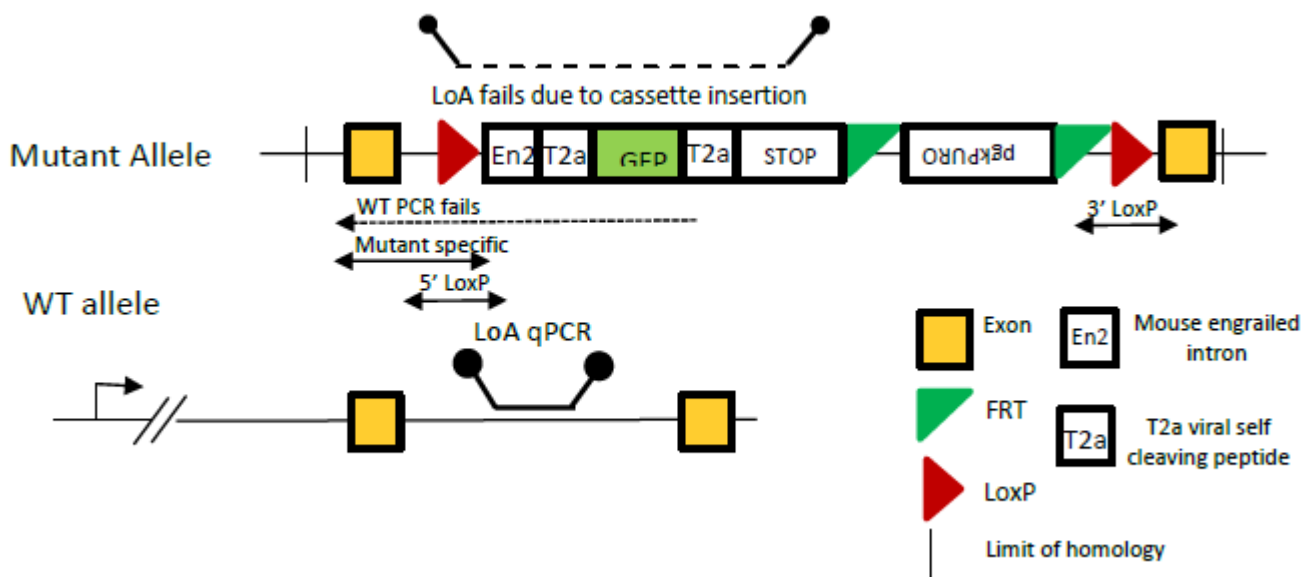 LoA fails due to cassette insertion
Mutant Allele
En2 T2a GFP T2a STOP pgkPURO
WT PCR fails
3' LoxP
Mutant specific
5' LoxP
WT allele
LoA qPCR
Exon
En2
Mouse engrailed
intron
FRT
T2a
T2a viral self
cleaving peptide
LoxP
Limit of homology